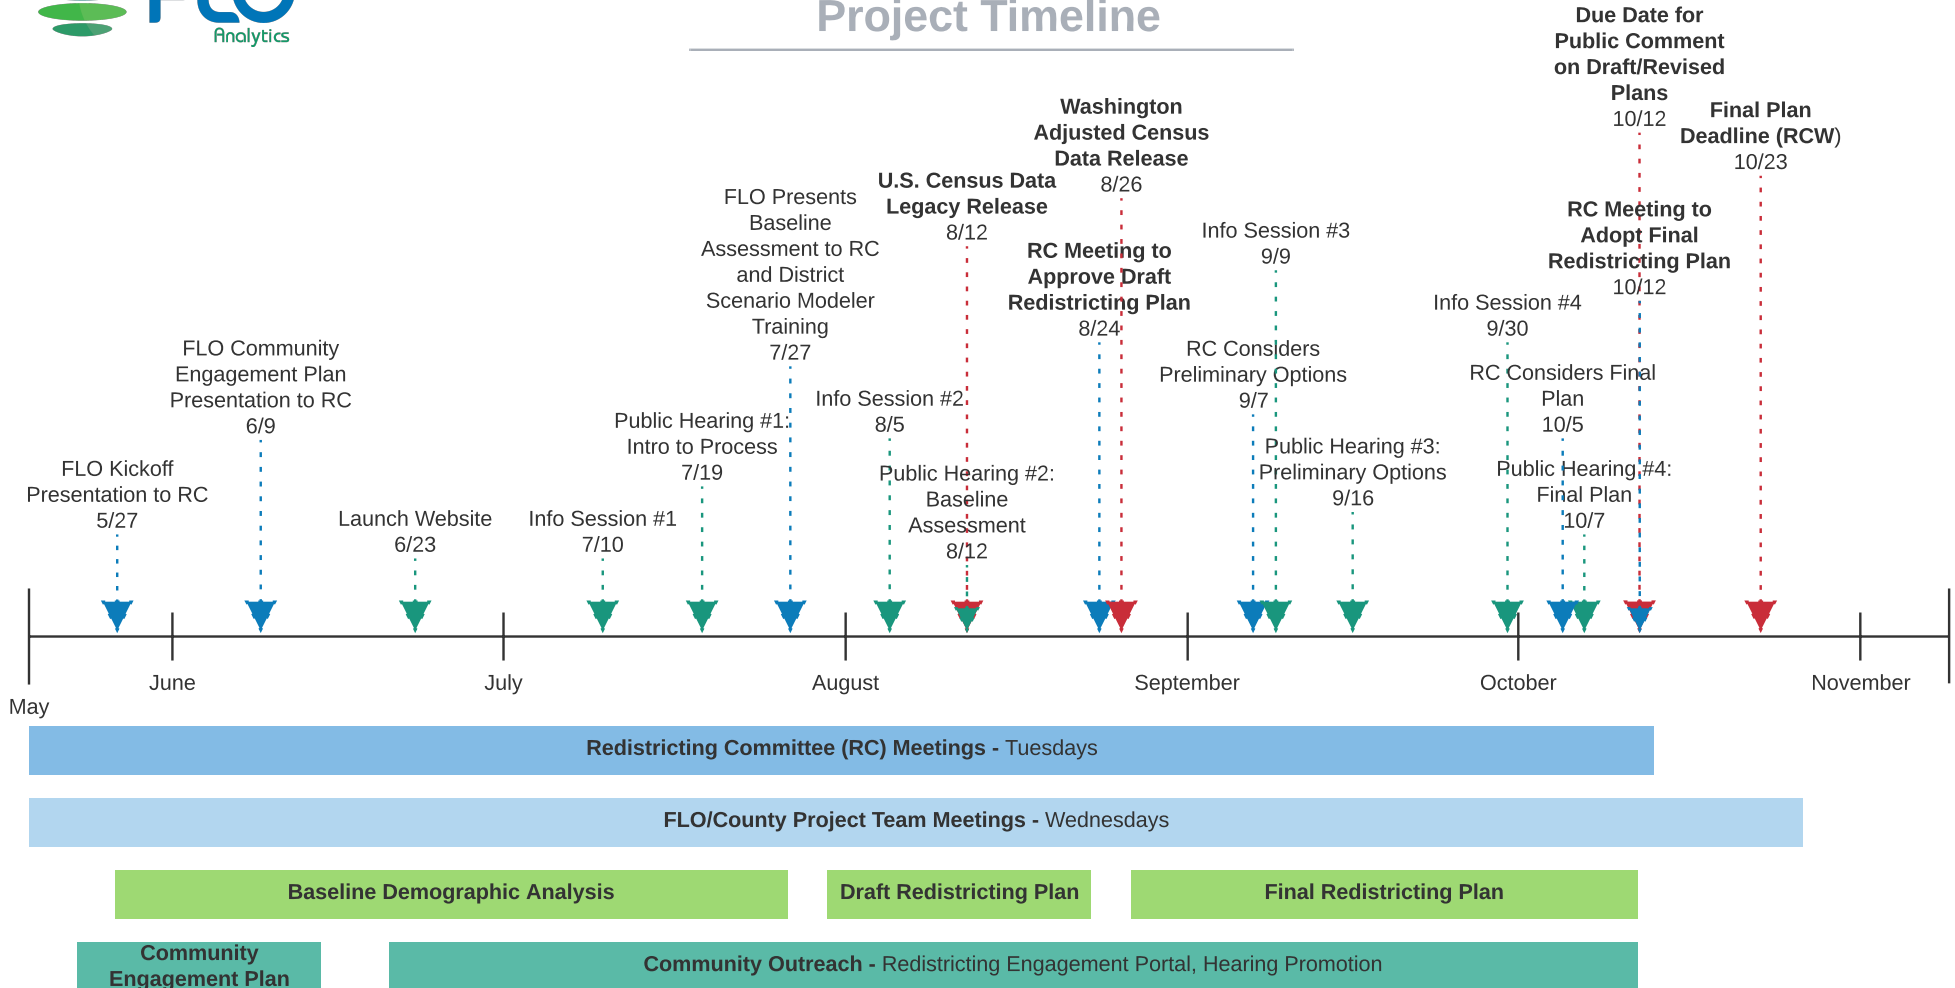 FLO
Analytics
Project Timeline
Due Date for
Public Comment
on Draft/Revised
Plans
10/12
Final Plan
Deadline (RCW)
10/23
Washington
Adjusted Census
Data Release
8/26
U.S. Census Data
Legacy Release
8/12
FLO Presents
Baseline
Assessment to RC
and District
Scenario Modeler
Training
7/27
RC Meeting to
Adopt Final
Redistricting Plan
10/12
Info Session #3
9/9
RC Meeting to
Approve Draft
Redistricting Plan
8/24
Info Session #4
9/30
FLO Community
Engagement Plan
Presentation to RC
6/9
RC Considers
Preliminary Options
9/7
RC Considers Final
Plan
10/5
Info Session #2
8/5
Public Hearing #1:
Intro to Process
7/19
Public Hearing #3:
Preliminary Options
9/16
FLO Kickoff
Presentation to RC
5/27
Public Hearing #2:
Baseline
Assessment
8/12
Public Hearing #4:
Final Plan
10/7
Launch Website
6/23
Info Session #1
7/10
May
June
July
August
September
October
November
Redistricting Committee (RC) Meetings - Tuesdays
FLO/County Project Team Meetings - Wednesdays
Baseline Demographic Analysis
Draft Redistricting Plan
Final Redistricting Plan
Community
Engagement Plan
Community Outreach - Redistricting Engagement Portal, Hearing Promotion